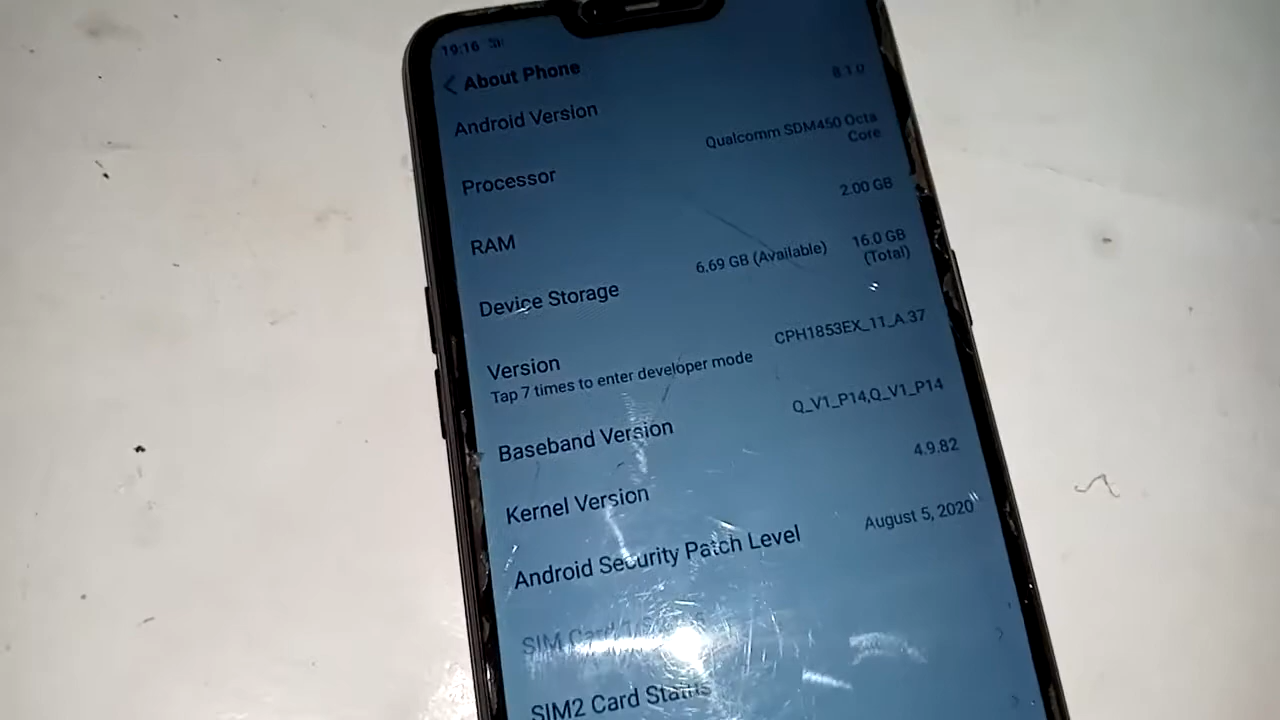 19:16
About Phone
Android Version 8.1.0
Processor Qualcomm SDM450 Octa
Core
RAM 2.00 GB
Device Storage 6.69 GB (Available) 16.0 GB
(Total)
Version CPH1853EX_11_A.37
Tap 7 times to enter developer mode
Baseband Version Q_V1_P14,Q_V1_P14
Kernel Version 4.9.82
Android Security Patch Level August 5, 2020
SIM Card
SIM2 Card Status